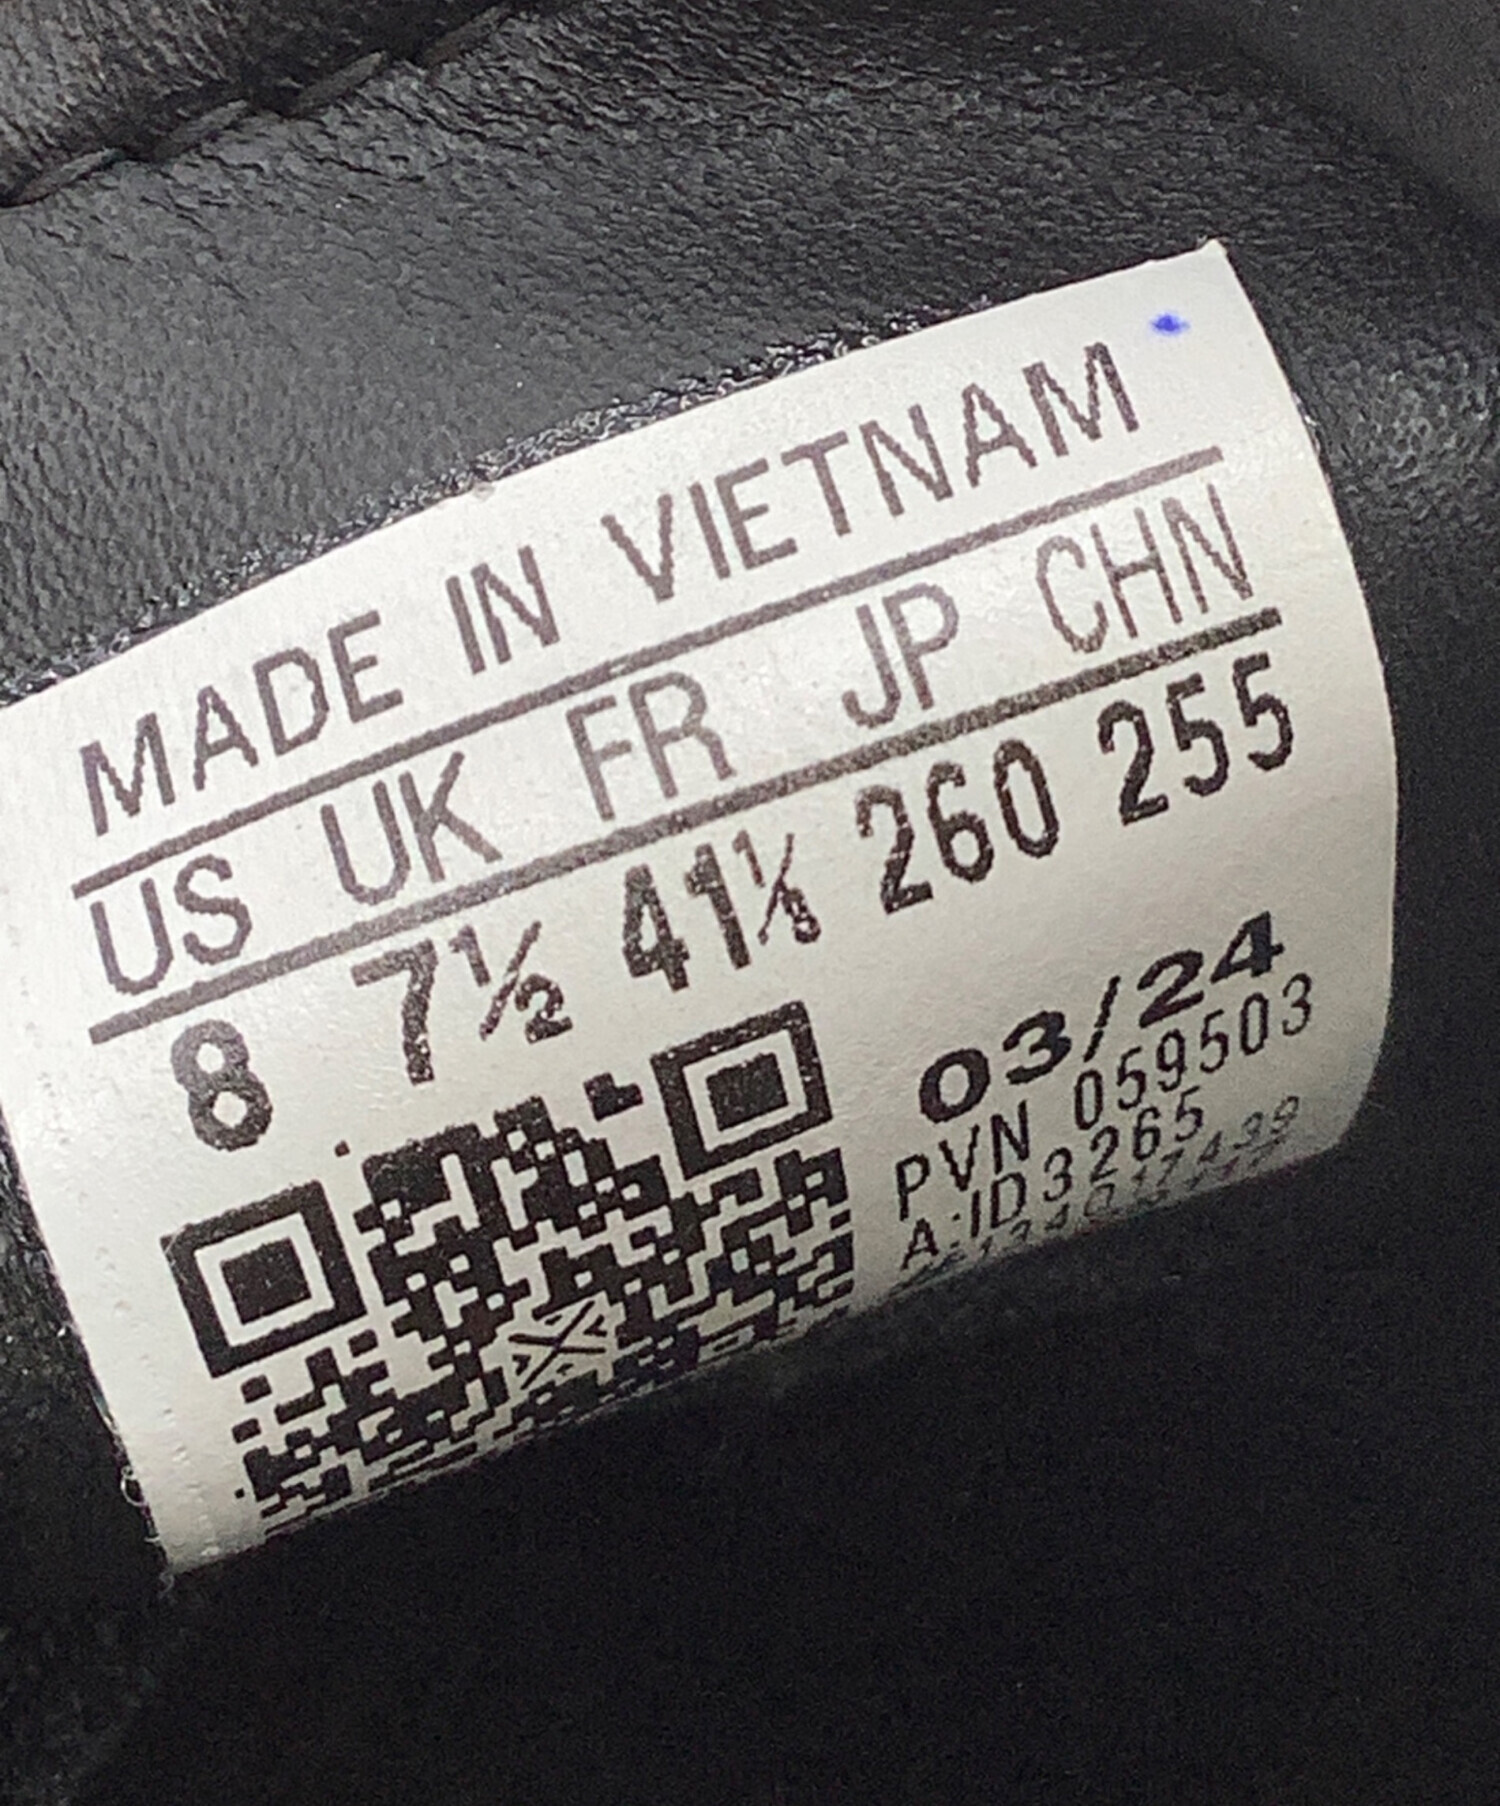 MADE IN VIETNAM
US UK FR JP CHN
8 7½ 41⅓ 260 255
03/24
PVN 059503
A-ID3265